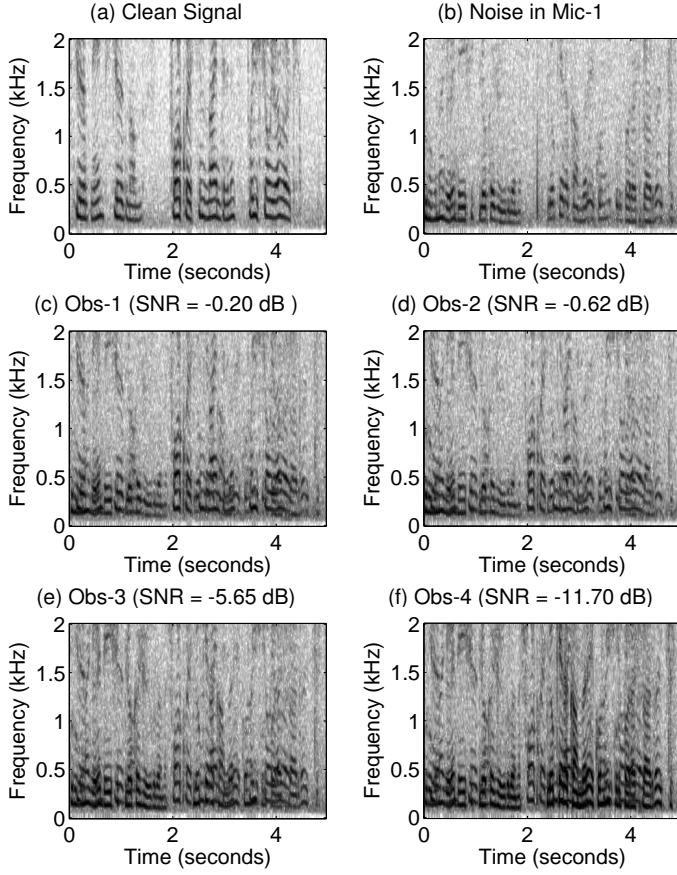 (a) Clean Signal
(b) Noise in Mic-1
2
1.5
1
0.5
0
Frequency (kHz)
0 2 4
Time (seconds)
2
1.5
1
0.5
0
Frequency (kHz)
0 2 4
Time (seconds)
(c) Obs-1 (SNR = -0.20 dB )
(d) Obs-2 (SNR = -0.62 dB)
2
1.5
1
0.5
0
Frequency (kHz)
0 2 4
Time (seconds)
2
1.5
1
0.5
0
Frequency (kHz)
0 2 4
Time (seconds)
(e) Obs-3 (SNR = -5.65 dB)
(f) Obs-4 (SNR = -11.70 dB)
2
1.5
1
0.5
0
Frequency (kHz)
0 2 4
Time (seconds)
2
1.5
1
0.5
0
Frequency (kHz)
0 2 4
Time (seconds)